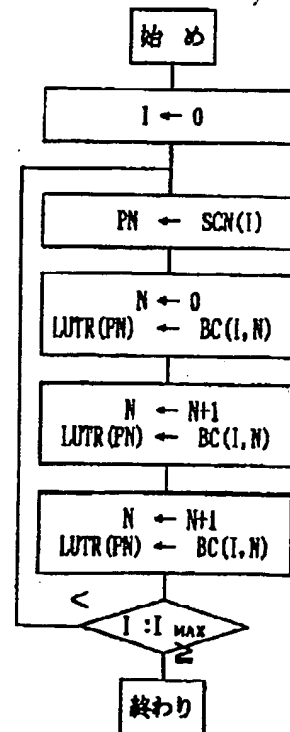 始 め
I ← 0
PN ← SCN(I)
N ← 0
LUTR(PN) ← BC(I,N)
N ← N+1
LUTR(PN) ← BC(I,N)
N ← N+1
LUTR(PN) ← BC(I,N)
<
I : I MAX
≧
終わり